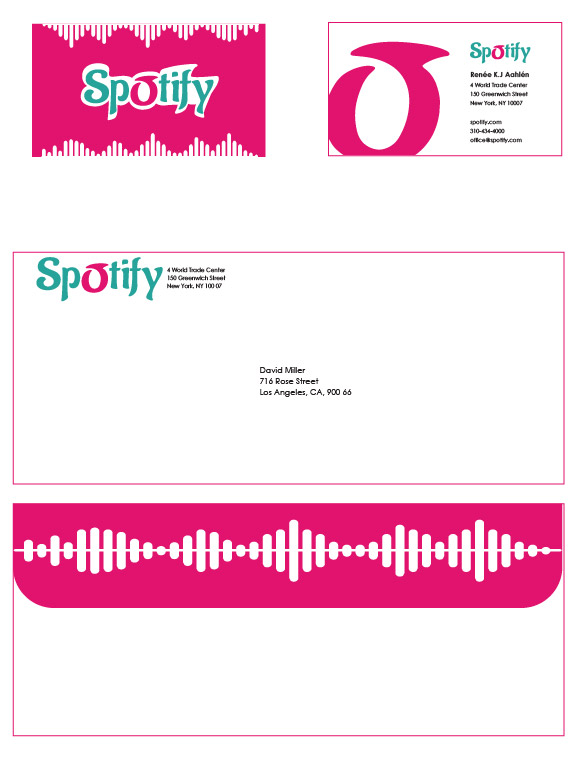 Spotify
Spotify
Renée K.J Aahlén
4 World Trade Center
150 Greenwich Street
New York, NY 10007
spotify.com
310-434-4000
office@spotify.com
Spotify
4 World Trade Center
150 Greenwich Street
New York, NY 100 07
David Miller
716 Rose Street
Los Angeles, CA, 900 66